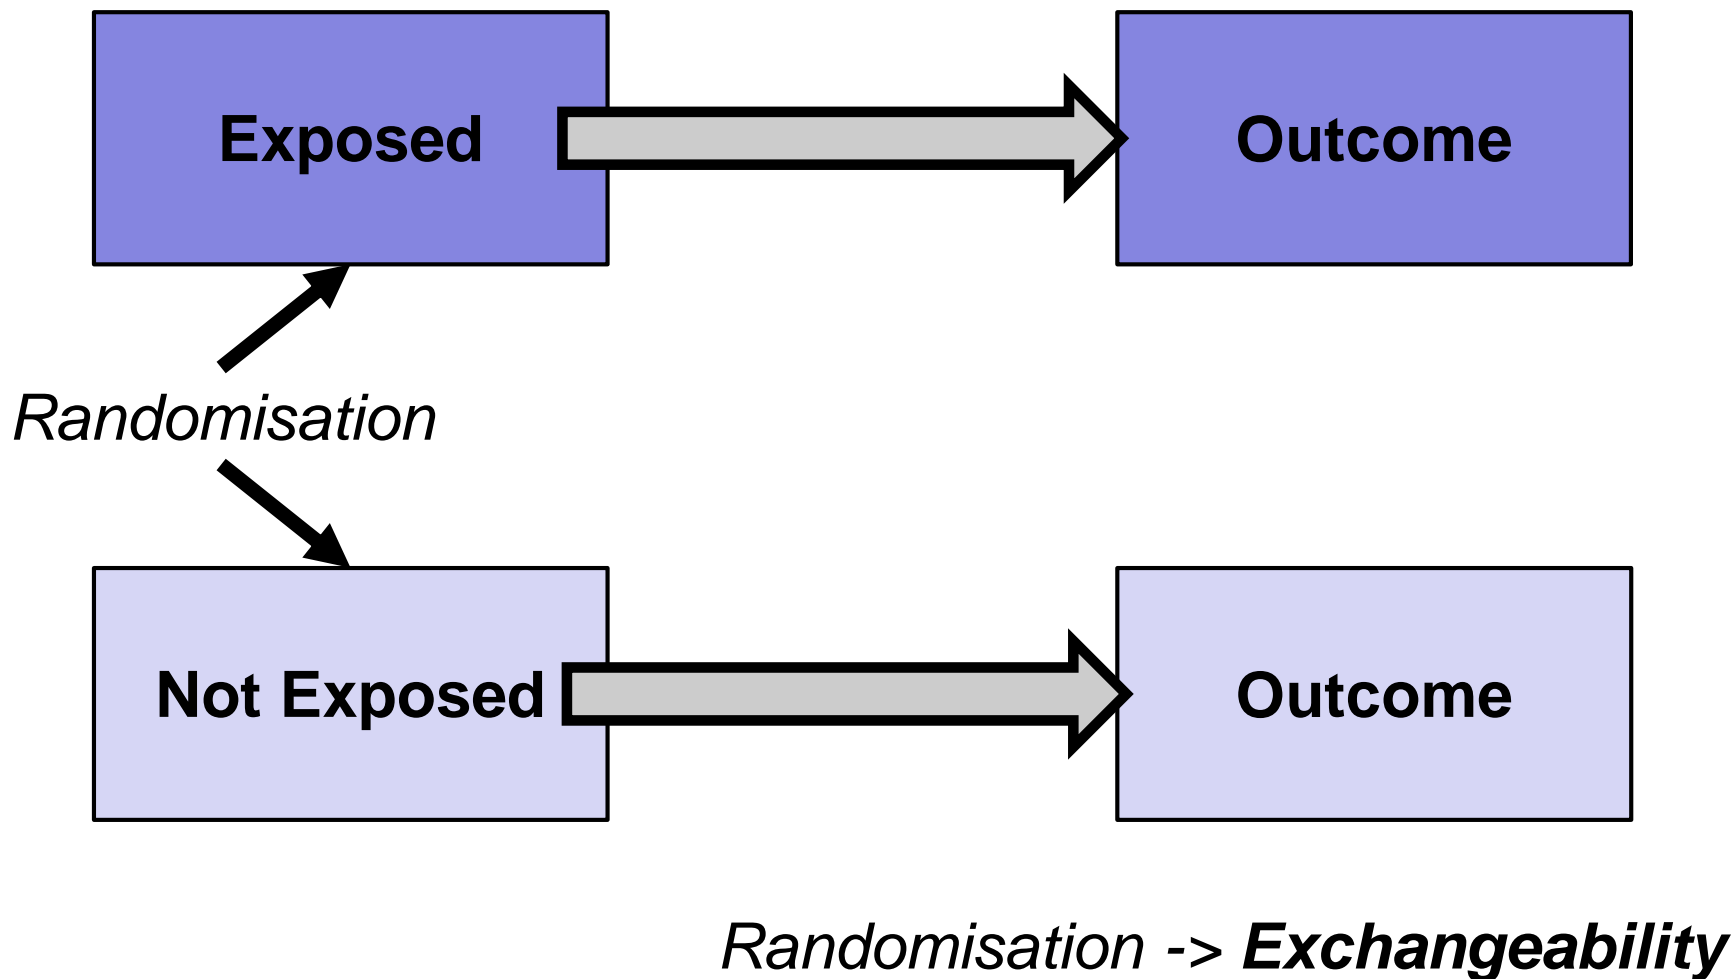 Exposed
Outcome
Randomisation
Not Exposed
Outcome
Randomisation -> Exchangeability